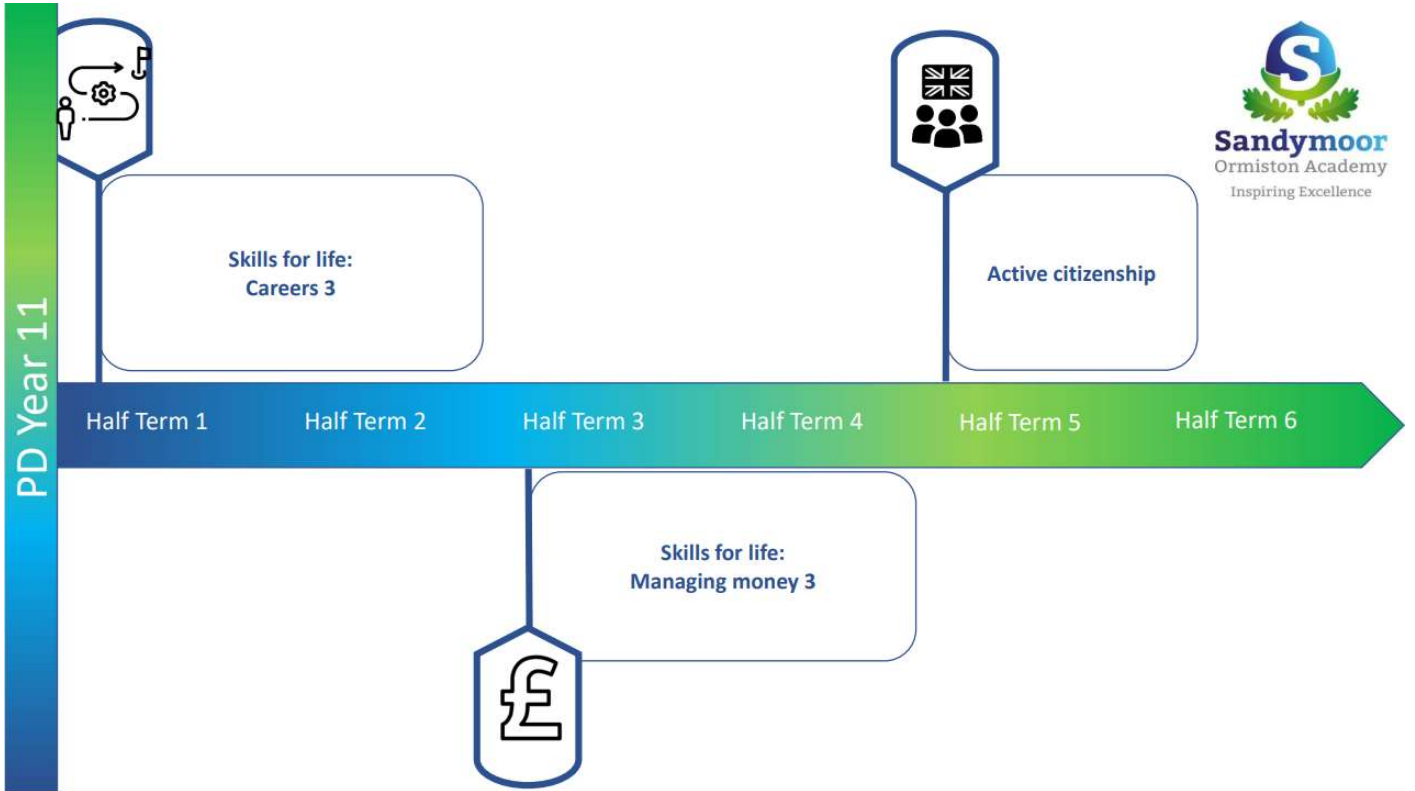 PD Year 11
Sandymoor
Ormiston Academy
Inspiring Excellence
Skills for life:
Careers 3
Active citizenship
Half Term 1
Half Term 2
Half Term 3
Half Term 4
Half Term 5
Half Term 6
Skills for life:
Managing money 3
£